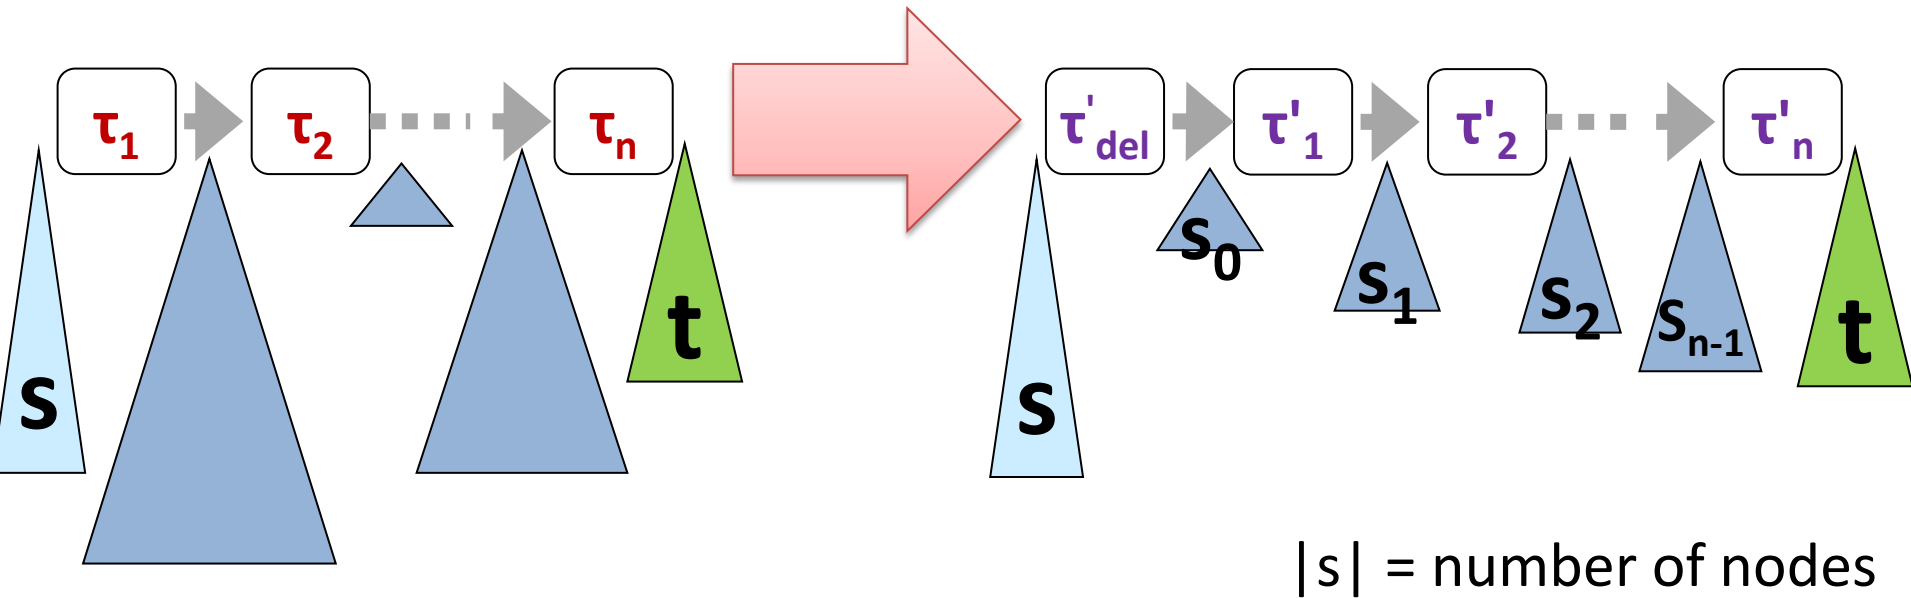 τ1 τ2 τn τ'del τ'1 τ'2 τ'n
s0 s1 s2 sn-1
s t s t
|s| = number of nodes